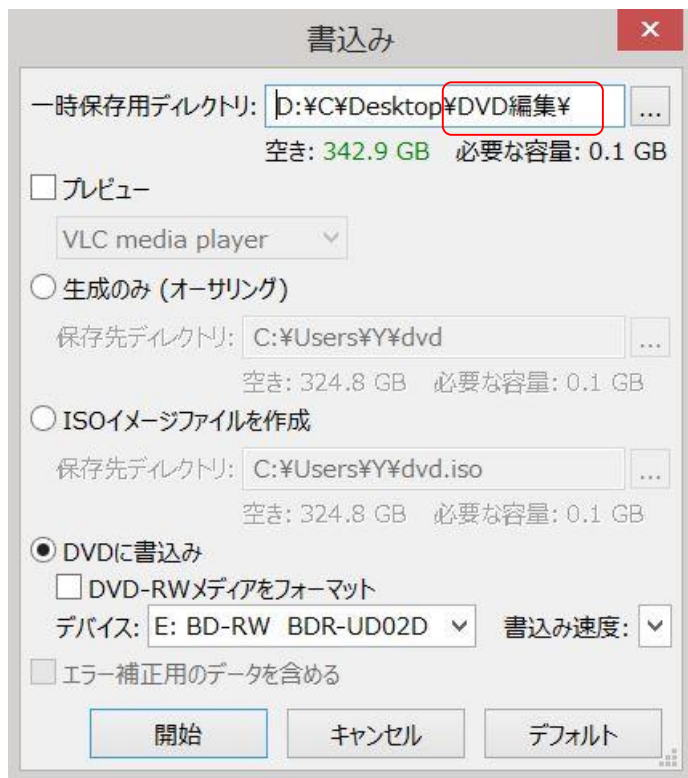 書込み
一時保存用ディレクトリ: D:¥C¥Desktop¥DVD編集¥ ...
空き: 342.9 GB 必要な容量: 0.1 GB
プレビュー
VLC media player
生成のみ (オーサリング)
保存先ディレクトリ: C:¥Users¥Y¥dvd ...
空き: 324.8 GB 必要な容量: 0.1 GB
ISOイメージファイルを作成
保存先ディレクトリ: C:¥Users¥Y¥dvd.iso ...
空き: 324.8 GB 必要な容量: 0.1 GB
DVDに書込み
DVD-RWメディアをフォーマット
デバイス: E: BD-RW BDR-UD02D 書込み速度:
エラー補正用のデータを含める
開始 キャンセル デフォルト